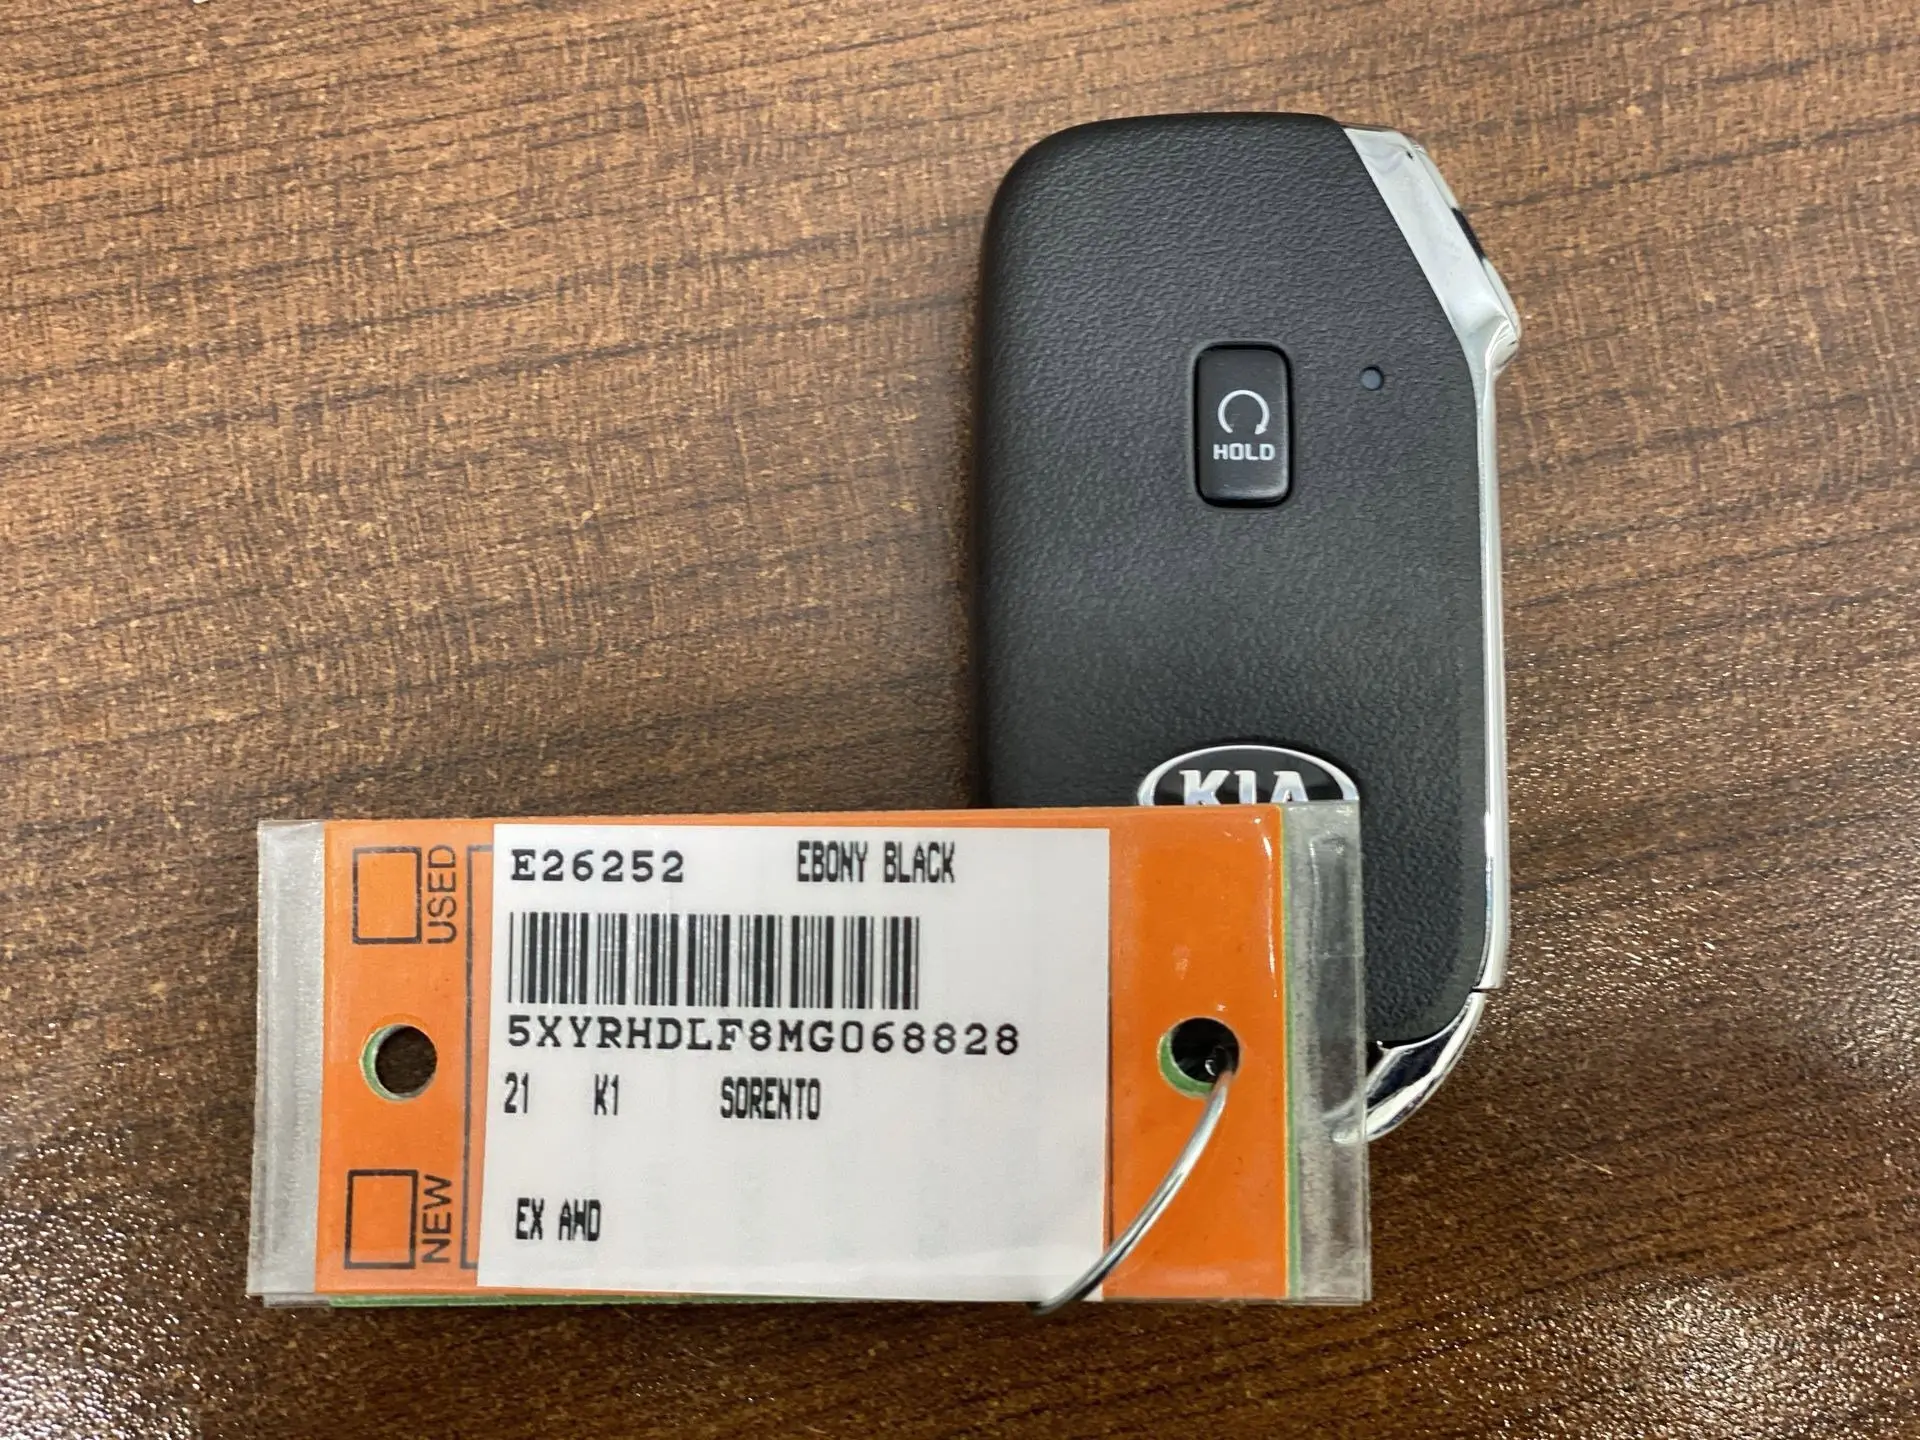 HOLD
KIA
USED
NEW
E26252 EBONY BLACK
5XYRHDLF8MG068828
21 K1 SORENTO
EX AWD